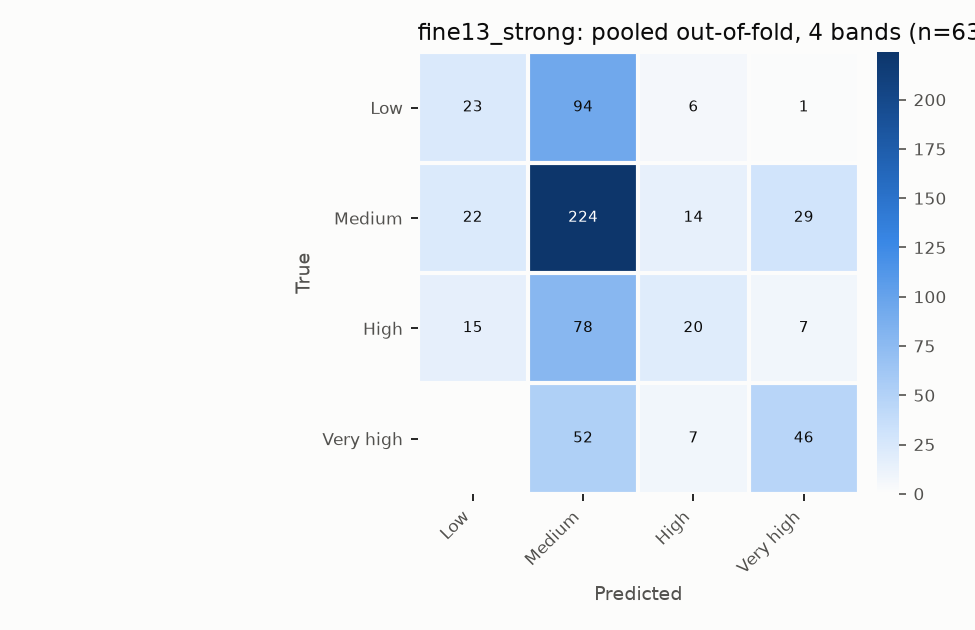 fine13_strong: pooled out-of-fold, 4 bands (n=63
Low 23 94 6 1
Medium 22 224 14 29
High 15 78 20 7
Very high 52 7 46
True
Low Medium High Very high
Predicted
200
175
150
125
100
75
50
25
0